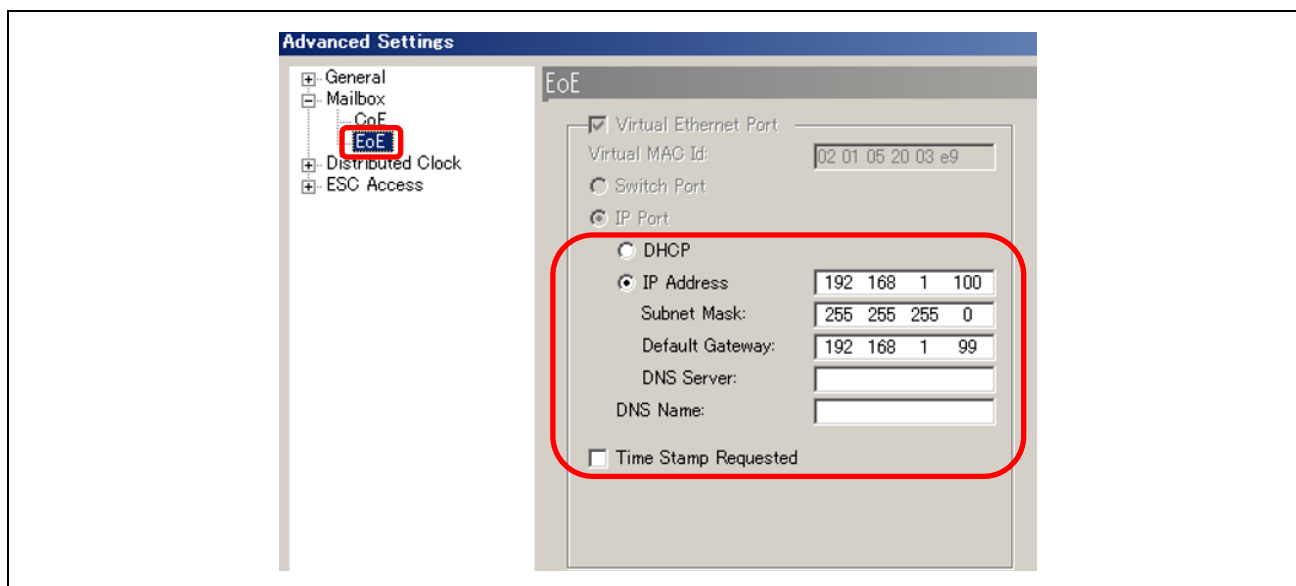 Advanced Settings
General
Mailbox
CoE
EoE
Distributed Clock
ESC Access
EoE
Virtual Ethernet Port
Virtual MAC Id: 02 01 05 20 03 e9
Switch Port
IP Port
DHCP
IP Address 192 168 1 100
Subnet Mask: 255 255 255 0
Default Gateway: 192 168 1 99
DNS Server:
DNS Name:
Time Stamp Requested